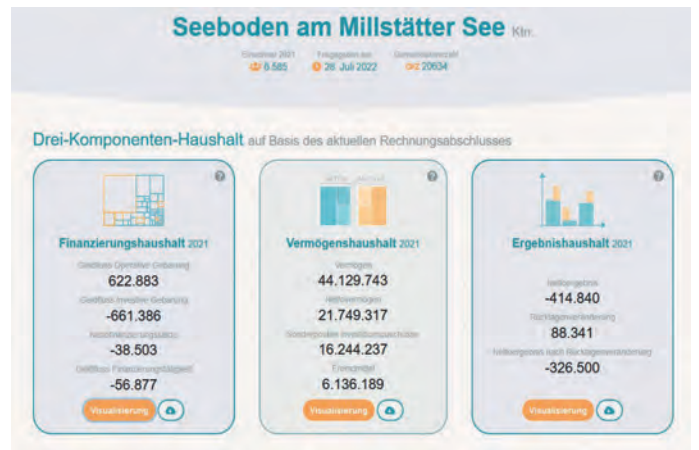 Seeboden am Millstätter See Ktn.
Einwohner 2021 Freigegeben am Gemeindekennzahl
6.585 28. Juli 2022 GKZ 20634
Drei-Komponenten-Haushalt auf Basis des aktuellen Rechnungsabschlusses
Finanzierungshaushalt 2021
Geldfluss Operative Gebarung
622.883
Geldfluss Investive Gebarung
-661.386
Nettofinanzierungssaldo
-38.503
Geldfluss Finanzierungstätigkeit
-56.877
Visualisierung
Vermögenshaushalt 2021
Vermögen
44.129.743
Nettovermögen
21.749.317
Sonderposten Investitionszuschüsse
16.244.237
Fremdmittel
6.136.189
Visualisierung
Ergebnishaushalt 2021
Nettoergebnis
-414.840
Rücklagenveränderung
88.341
Nettoergebnis nach Rücklagenveränderung
-326.500
Visualisierung